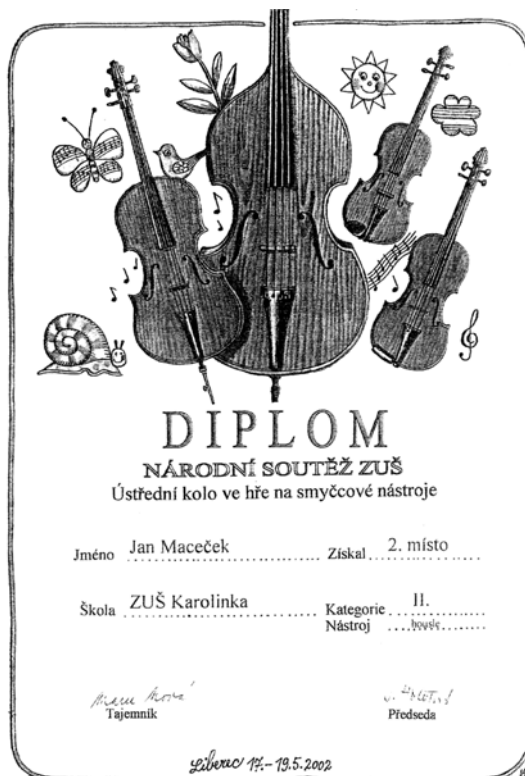 DIPLOM
NÁRODNÍ SOUTĚŽ ZUŠ
Ústřední kolo ve hře na smyčcové nástroje
Jméno Jan Maceček Získal 2. místo
Škola ZUŠ Karolinka Kategorie II.
Nástroj housle
Tajemník Předseda
Liberec 17.-19.5.2002